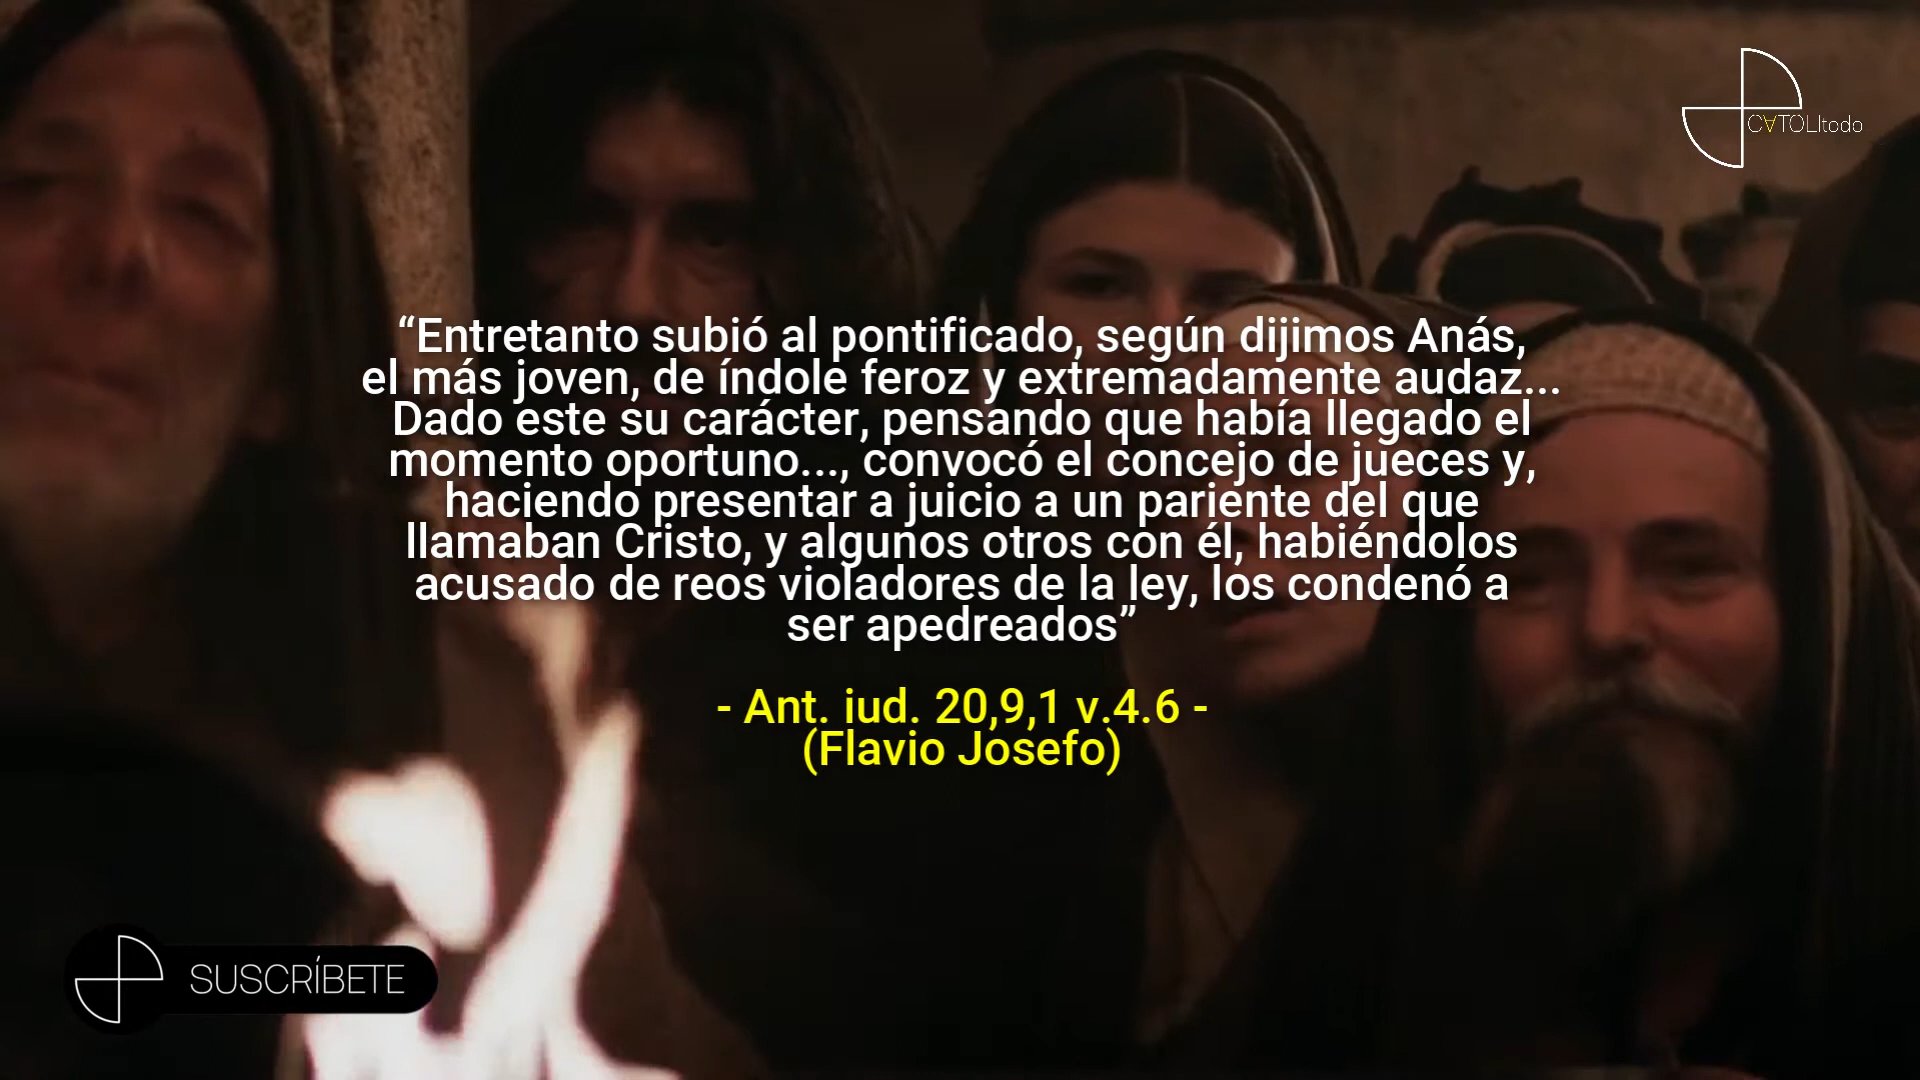 CATOLItodo
“Entretanto subió al pontificado, según dijimos Anás,
el más joven, de índole feroz y extremadamente audaz...
Dado este su carácter, pensando que había llegado el
momento oportuno..., convocó el concejo de jueces y,
haciendo presentar a juicio a un pariente del que
llamaban Cristo, y algunos otros con él, habiéndolos
acusado de reos violadores de la ley, los condenó a
ser apedreados”
- Ant. iud. 20,9,1 v.4.6 -
(Flavio Josefo)
SUSCRÍBETE